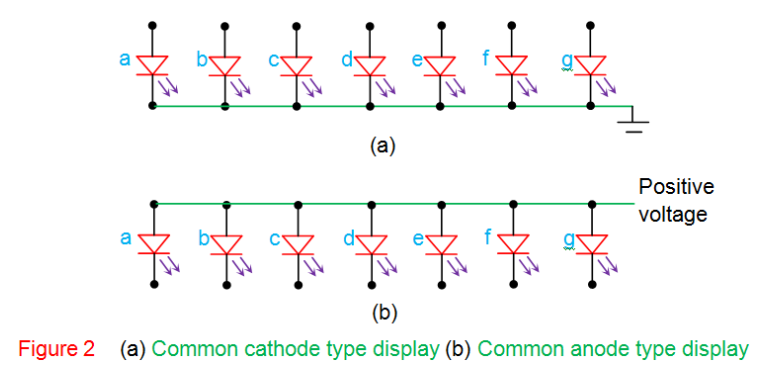 a b c d e f g
(a)
Positive
voltage
a b c d e f g
(b)
Figure 2 (a) Common cathode type display (b) Common anode type display